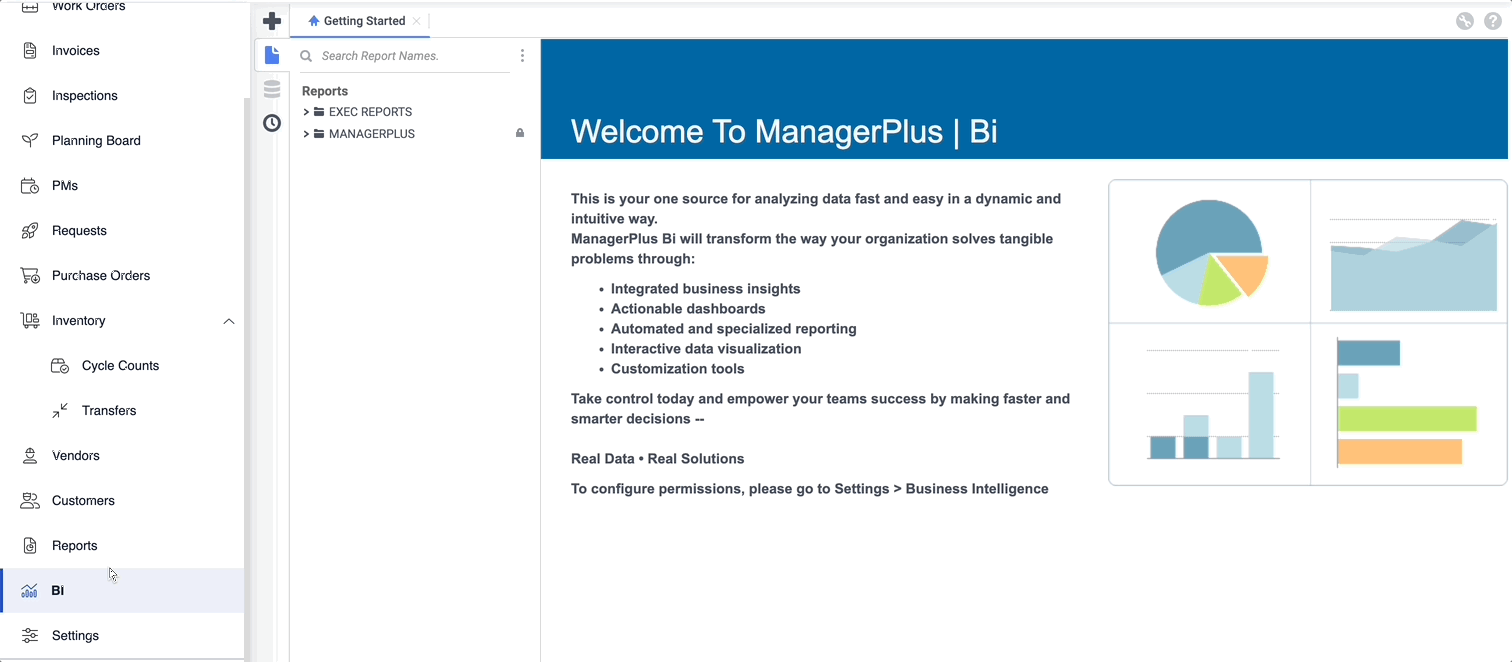 Work Orders
Invoices
Inspections
Planning Board
PMs
Requests
Purchase Orders
Inventory
Cycle Counts
Transfers
Vendors
Customers
Reports
Bi
Settings
Getting Started
Search Report Names.
Reports
EXEC REPORTS
MANAGERPLUS
Welcome To ManagerPlus | Bi
This is your one source for analyzing data fast and easy in a dynamic and
intuitive way.
ManagerPlus Bi will transform the way your organization solves tangible
problems through:
• Integrated business insights
• Actionable dashboards
• Automated and specialized reporting
• Interactive data visualization
• Customization tools
Take control today and empower your teams success by making faster and
smarter decisions --
Real Data • Real Solutions
To configure permissions, please go to Settings > Business Intelligence